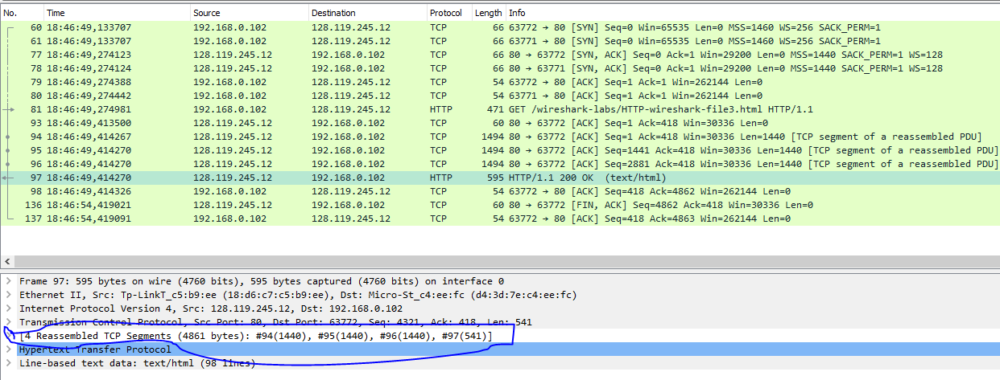 No. Time Source Destination Protocol Length Info
60 18:46:49,133707 192.168.0.102 128.119.245.12 TCP 66 63772 → 80 [SYN] Seq=0 Win=65535 Len=0 MSS=1460 WS=256 SACK_PERM=1
61 18:46:49,133707 192.168.0.102 128.119.245.12 TCP 66 63771 → 80 [SYN] Seq=0 Win=65535 Len=0 MSS=1460 WS=256 SACK_PERM=1
77 18:46:49,274123 128.119.245.12 192.168.0.102 TCP 66 80 → 63772 [SYN, ACK] Seq=0 Ack=1 Win=29200 Len=0 MSS=1440 SACK_PERM=1 WS=128
78 18:46:49,274124 128.119.245.12 192.168.0.102 TCP 66 80 → 63771 [SYN, ACK] Seq=0 Ack=1 Win=29200 Len=0 MSS=1440 SACK_PERM=1 WS=128
79 18:46:49,274388 192.168.0.102 128.119.245.12 TCP 54 63772 → 80 [ACK] Seq=1 Ack=1 Win=262144 Len=0
80 18:46:49,274442 192.168.0.102 128.119.245.12 TCP 54 63771 → 80 [ACK] Seq=1 Ack=1 Win=262144 Len=0
81 18:46:49,274981 192.168.0.102 128.119.245.12 HTTP 471 GET /wireshark-labs/HTTP-wireshark-file3.html HTTP/1.1
93 18:46:49,413500 128.119.245.12 192.168.0.102 TCP 60 80 → 63772 [ACK] Seq=1 Ack=418 Win=30336 Len=0
94 18:46:49,414267 128.119.245.12 192.168.0.102 TCP 1494 80 → 63772 [ACK] Seq=1 Ack=418 Win=30336 Len=1440 [TCP segment of a reassembled PDU]
95 18:46:49,414270 128.119.245.12 192.168.0.102 TCP 1494 80 → 63772 [ACK] Seq=1441 Ack=418 Win=30336 Len=1440 [TCP segment of a reassembled PDU]
96 18:46:49,414270 128.119.245.12 192.168.0.102 TCP 1494 80 → 63772 [ACK] Seq=2881 Ack=418 Win=30336 Len=1440 [TCP segment of a reassembled PDU]
97 18:46:49,414270 128.119.245.12 192.168.0.102 HTTP 595 HTTP/1.1 200 OK (text/html)
98 18:46:49,414326 192.168.0.102 128.119.245.12 TCP 54 63772 → 80 [ACK] Seq=418 Ack=4862 Win=262144 Len=0
136 18:46:54,419021 128.119.245.12 192.168.0.102 TCP 60 80 → 63772 [FIN, ACK] Seq=4862 Ack=418 Win=30336 Len=0
137 18:46:54,419091 192.168.0.102 128.119.245.12 TCP 54 63772 → 80 [ACK] Seq=418 Ack=4863 Win=262144 Len=0
Frame 97: 595 bytes on wire (4760 bits), 595 bytes captured (4760 bits) on interface 0
Ethernet II, Src: Tp-LinkT_c5:b9:ee (18:d6:c7:c5:b9:ee), Dst: Micro-St_c4:ee:fc (d4:3d:7e:c4:ee:fc)
Internet Protocol Version 4, Src: 128.119.245.12, Dst: 192.168.0.102
Transmission Control Protocol, Src Port: 80, Dst Port: 63772, Seq: 4321, Ack: 418, Len: 541
[4 Reassembled TCP Segments (4861 bytes): #94(1440), #95(1440), #96(1440), #97(541)]
Hypertext Transfer Protocol
Line-based text data: text/html (98 lines)